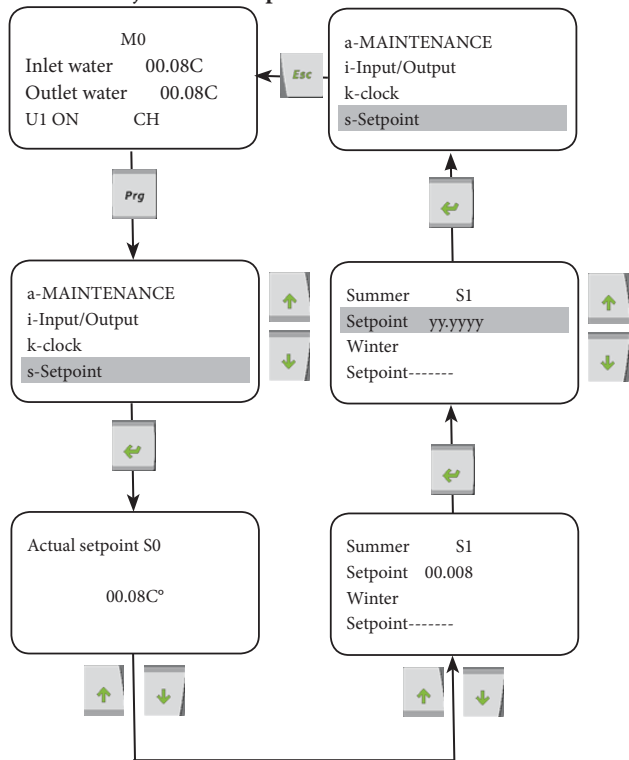 M0
Inlet water 00.08C
Outlet water 00.08C
U1 ON CH
Prg
a-MAINTENANCE
i-Input/Output
k-clock
s-Setpoint
Actual setpoint S0
00.08C°
Summer S1
Setpoint 00.008
Winter
Setpoint-------
Summer S1
Setpoint yy.yyyy
Winter
Setpoint-------
a-MAINTENANCE
i-Input/Output
k-clock
s-Setpoint
Esc